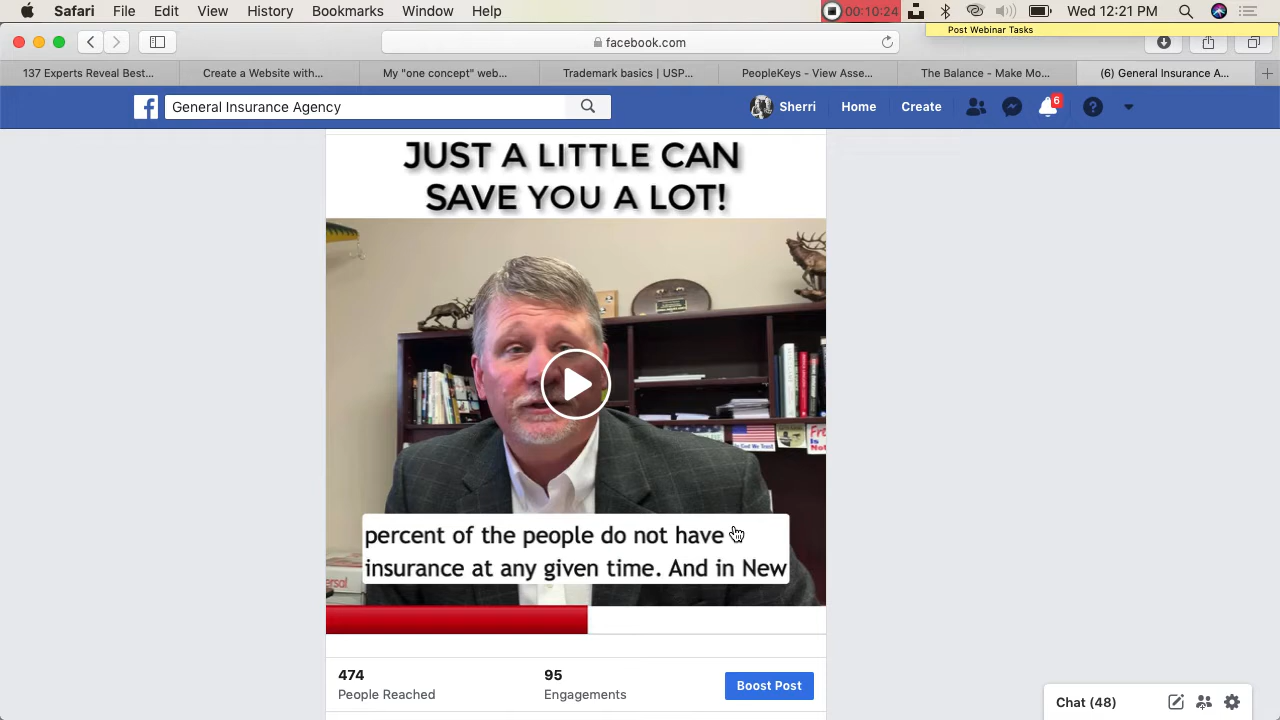 Safari File Edit View History Bookmarks Window Help 00:10:24 Wed 12:21 PM
Post Webinar Tasks
facebook.com
137 Experts Reveal Best... Create a Website with... My "one concept" web... Trademark basics | USP... PeopleKeys - View Asse... The Balance - Make Mo... (6) General Insurance A...
General Insurance Agency Sherri Home Create 6
JUST A LITTLE CAN
SAVE YOU A LOT!
percent of the people do not have
insurance at any given time. And in New
474 95 Boost Post
People Reached Engagements
Chat (48)